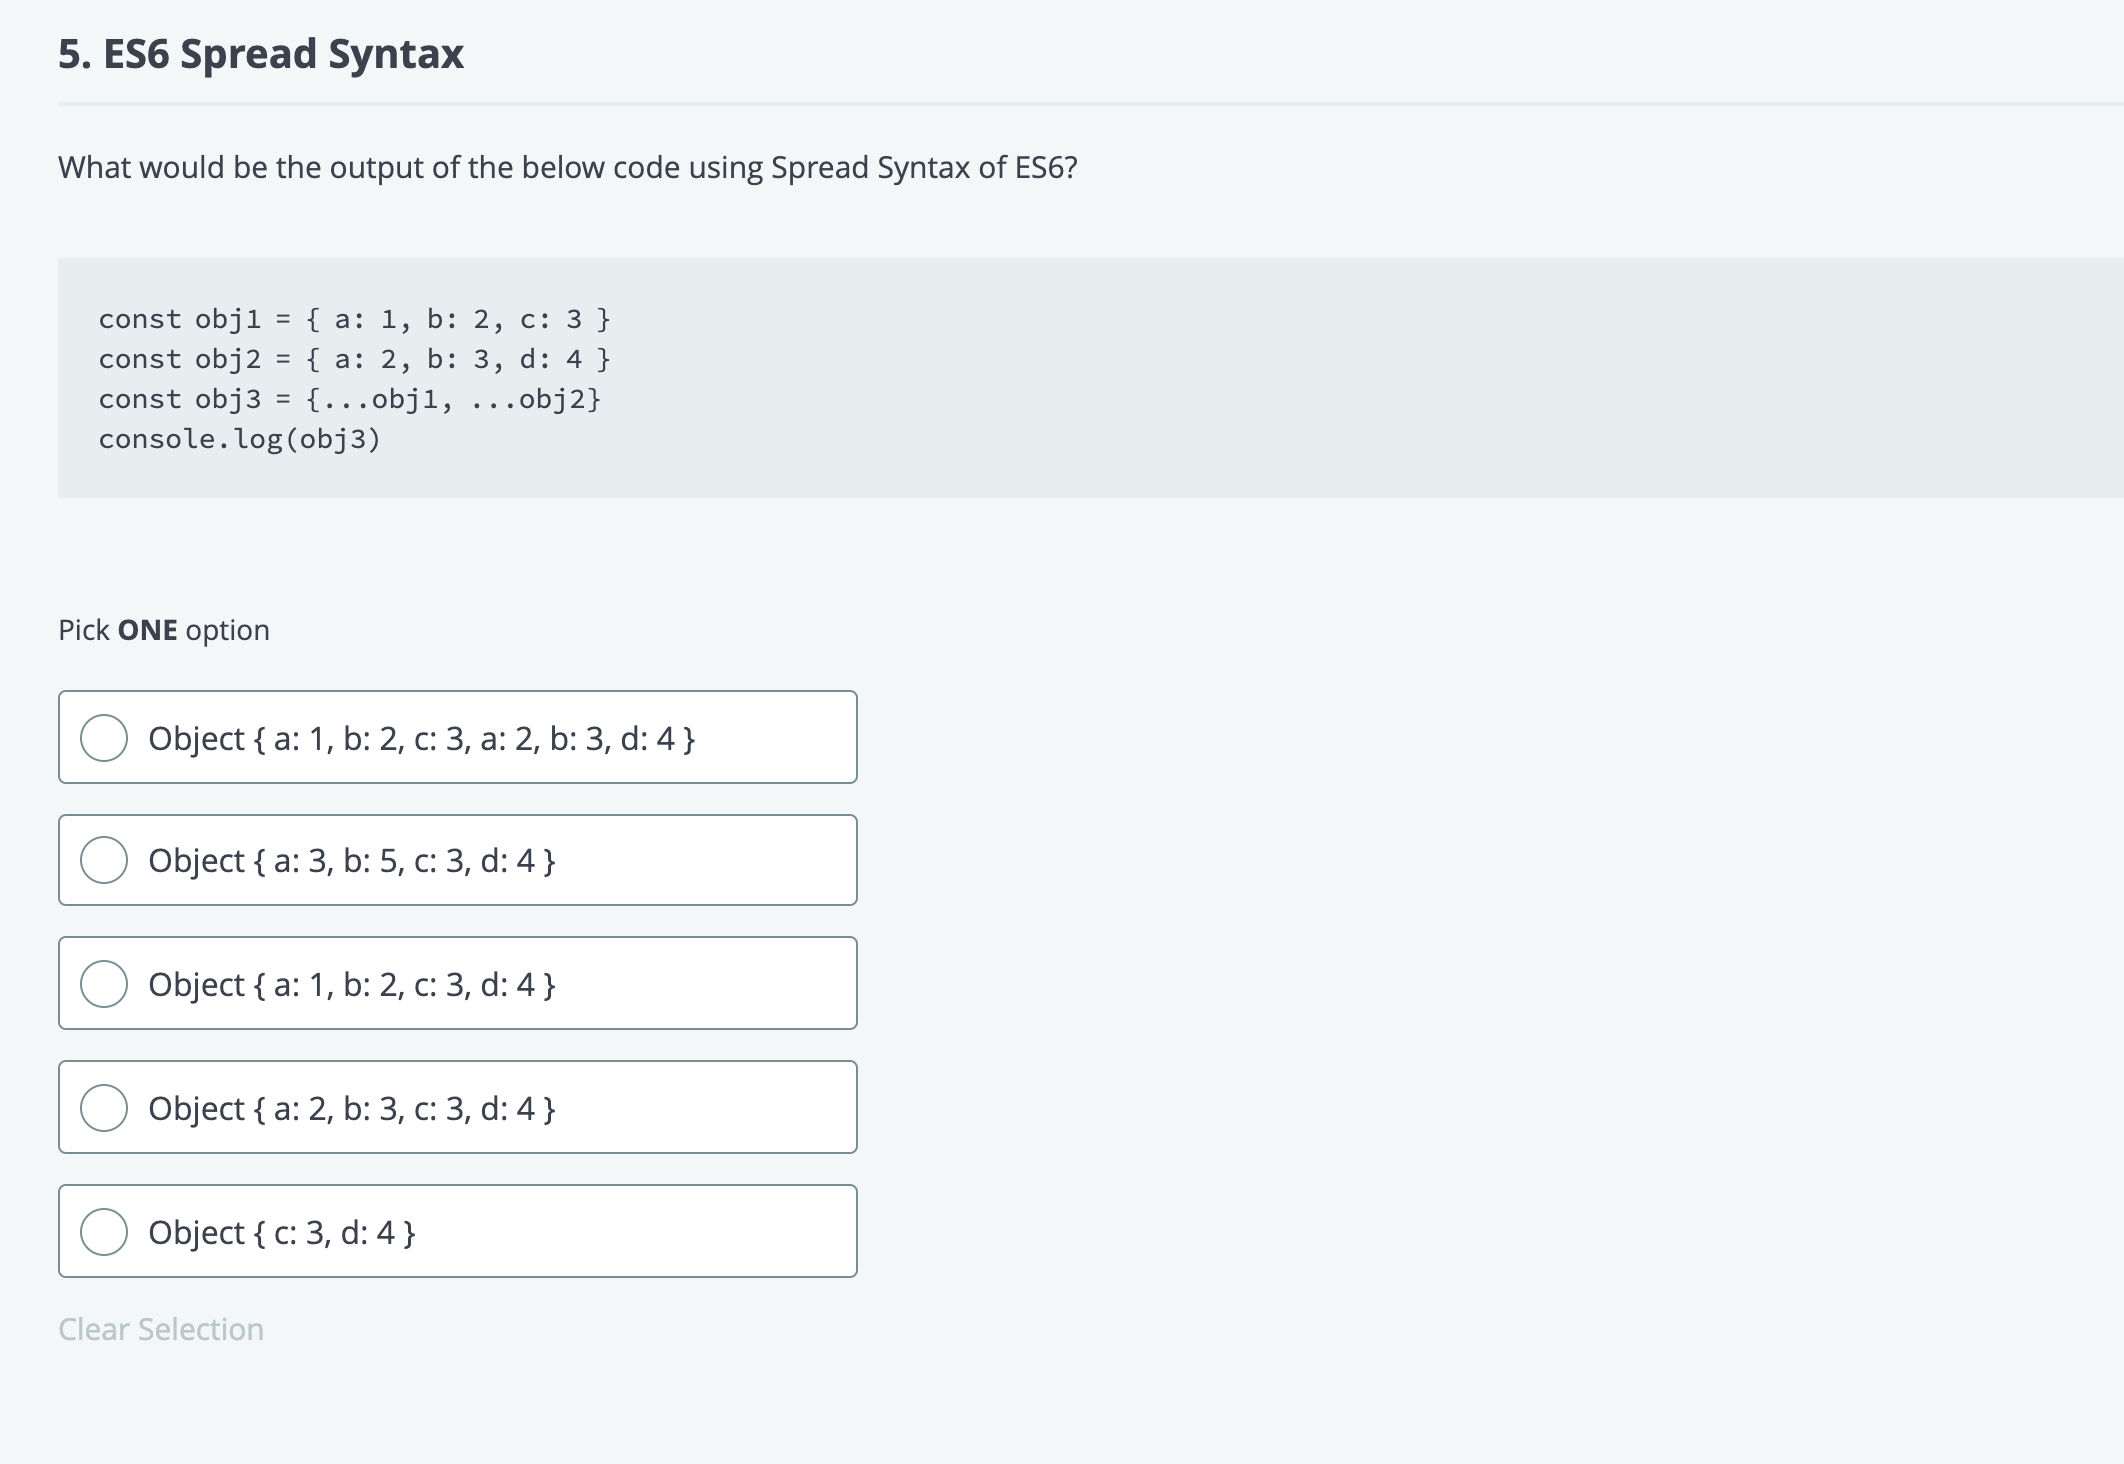 5. ES6 Spread Syntax
What would be the output of the below code using Spread Syntax of ES6?
const obj1 = { a: 1, b: 2, c: 3 }
const obj2 = { a: 2, b: 3, d: 4 }
const obj3 = {...obj1, ...obj2}
console.log(obj3)
Pick ONE option
Object { a: 1, b: 2, c: 3, a: 2, b: 3, d: 4 }
Object { a: 3, b: 5, c: 3, d: 4 }
Object { a: 1, b: 2, c: 3, d: 4 }
Object { a: 2, b: 3, c: 3, d: 4 }
Object { c: 3, d: 4 }
Clear Selection